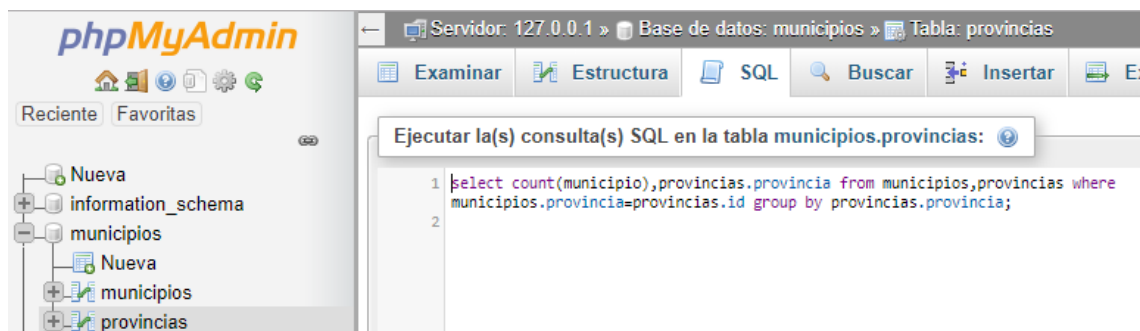 phpMyAdmin
Reciente Favoritas
Nueva
information_schema
municipios
Nueva
municipios
provincias
← Servidor: 127.0.0.1 » Base de datos: municipios » Tabla: provincias
Examinar Estructura SQL Buscar Insertar
Ejecutar la(s) consulta(s) SQL en la tabla municipios.provincias:
1 select count(municipio),provincias.provincia from municipios,provincias where
municipios.provincia=provincias.id group by provincias.provincia;
2